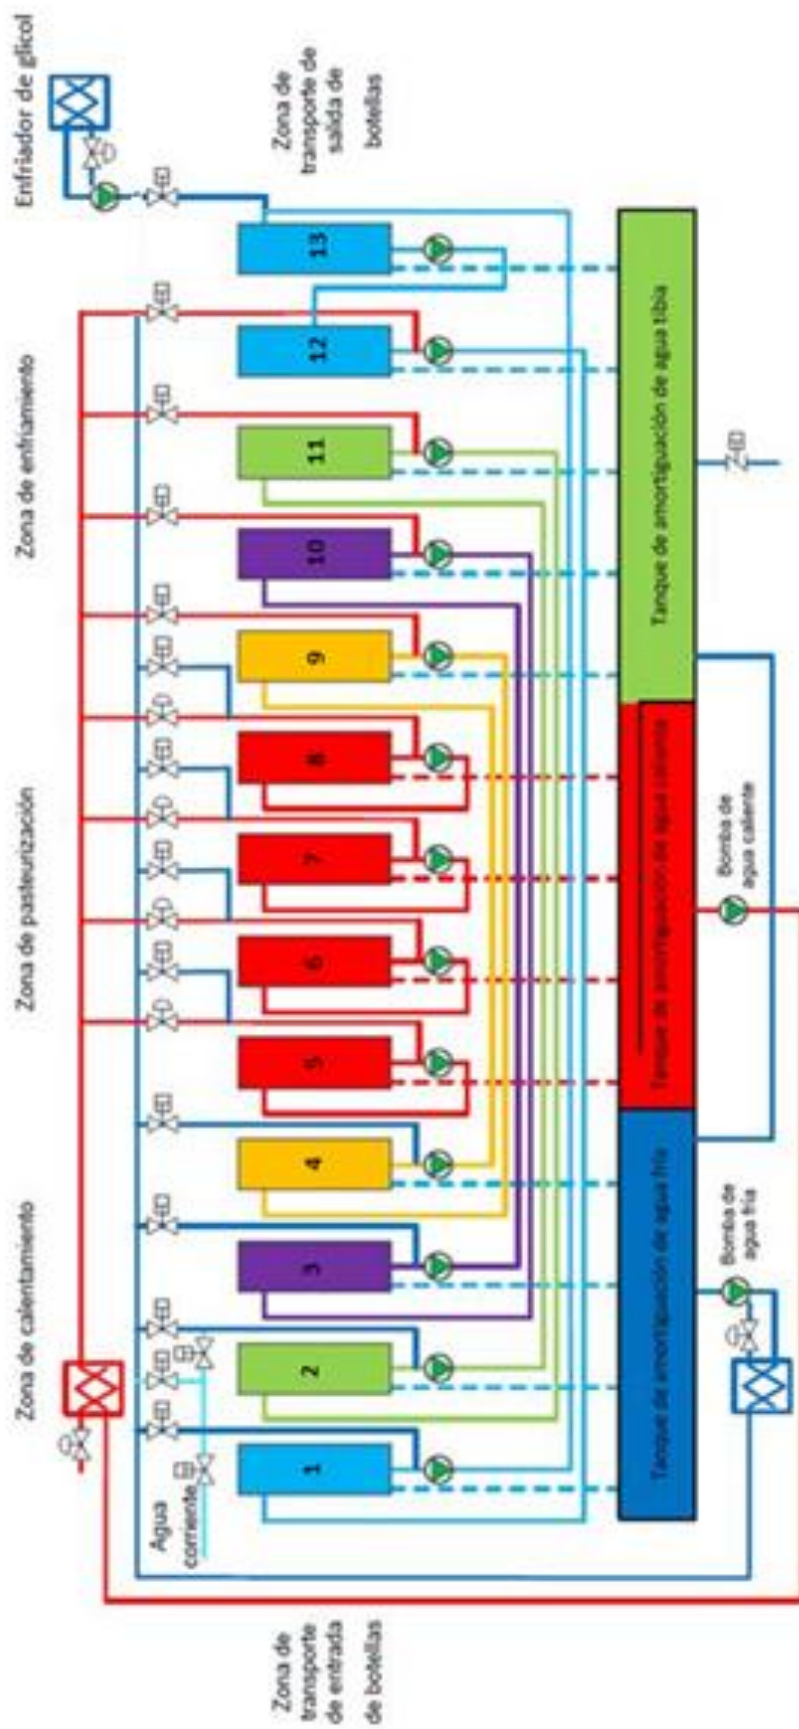 Zona de calentamiento
Zona de pasteurización
Zona de enfriamiento
Enfriador de glicol
Agua
corriente
Zona de
transporte
de entrada
de botellas
1
2
3
4
5
6
7
8
9
10
11
12
13
Zona de
transporte de
salida de
botellas
Tanque de amortiguación de agua fría
Tanque de amortiguación de agua caliente
Tanque de amortiguación de agua tibia
Bomba de
agua fría
Bomba de
agua caliente